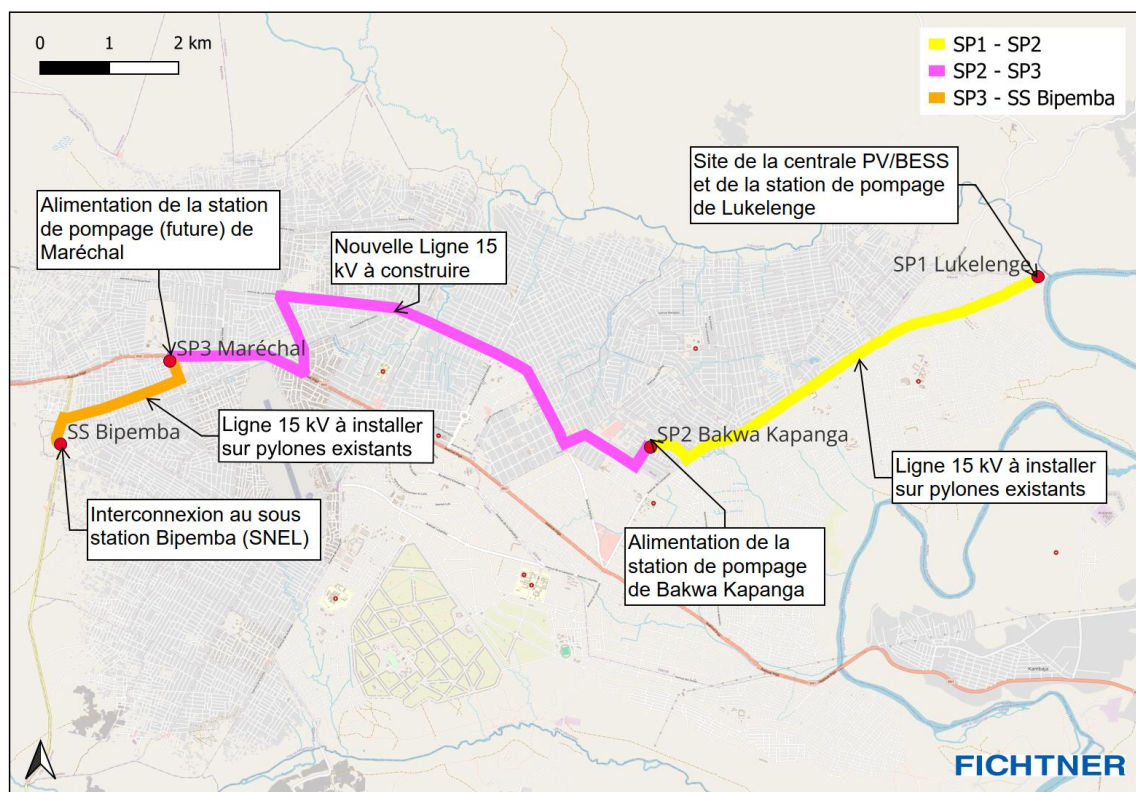 0 1 2 km
SP1 - SP2
SP2 - SP3
SP3 - SS Bipemba
Site de la centrale PV/BESS
et de la station de pompage
de Lukelenge
Alimentation de la station
de pompage (future) de
Maréchal
Nouvelle Ligne 15
kV à construire
SP1 Lukelenge
SP3 Maréchal
SS Bipemba
Ligne 15 kV à installer
sur pylones existants
SP2 Bakwa Kapanga
Ligne 15 kV à installer
sur pylones existants
Interconnexion au sous
station Bipemba (SNEL)
Alimentation de la
station de pompage
de Bakwa Kapanga
FICHTNER